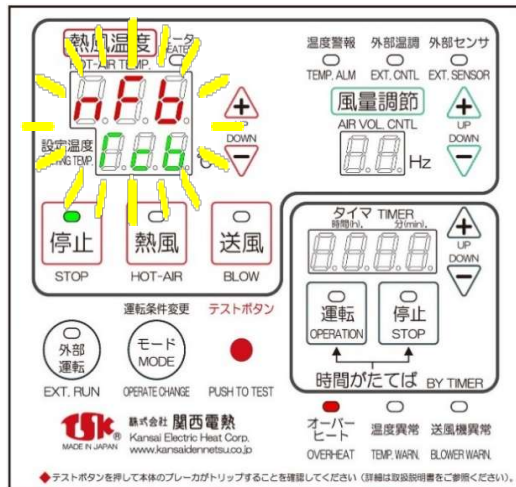 熱風温度 ヒータ
HOT-AIR TEMP. HEATER
nFb
設定温度
SETTING TEMP.
Ccb
℃
UP
DOWN
温度警報 外部温調 外部センサ
TEMP. ALM EXT. CNTL EXT. SENSOR
風量調節
AIR VOL. CNTL
Hz
UP
DOWN
停止 熱風 送風
STOP HOT-AIR BLOW
タイマ TIMER
時間(h). 分(min).
UP
DOWN
運転 停止
OPERATION STOP
時間がたてば BY TIMER
運転条件変更 テストボタン
外部
運転
モード
MODE
EXT. RUN OPERATE CHANGE PUSH TO TEST
オーバー
ヒート 温度異常 送風機異常
OVERHEAT TEMP. WARN. BLOWER WARN.
TSK
MADE IN JAPAN
株式会社 関西電熱
Kansai Electric Heat Corp.
www.kansaidennetsu.co.jp
◆テストボタンを押して本体のブレーカがトリップすることを確認してください(詳細は取扱説明書をご参照ください)。